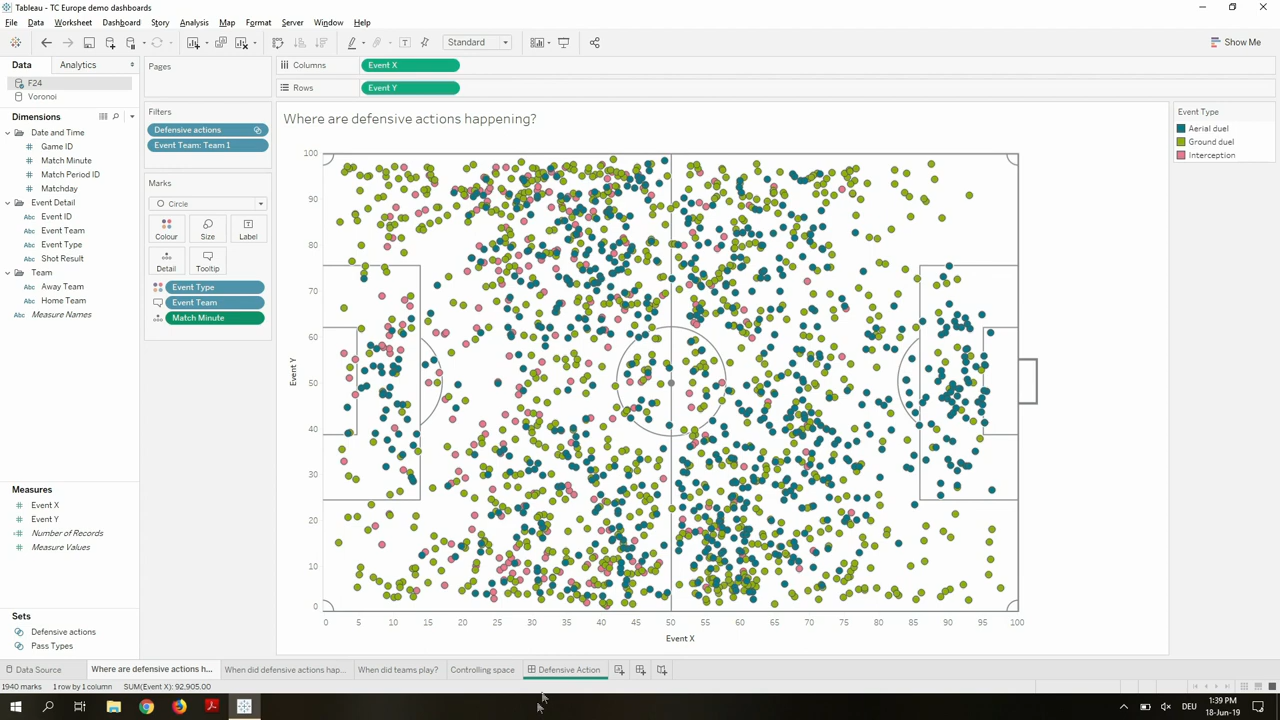 Tableau - TC Europe demo dashboards
File Data Worksheet Dashboard Story Analysis Map Format Server Window Help
Standard
Show Me
Data Analytics
F24
Voronoi
Dimensions
Date and Time
Game ID
Match Minute
Match Period ID
Matchday
Event Detail
Abc Event ID
Abc Event Team
Abc Event Type
Abc Shot Result
Team
Abc Away Team
Abc Home Team
Abc Measure Names
Measures
Event X
Event Y
Number of Records
Measure Values
Sets
Defensive actions
Pass Types
Pages
Filters
Defensive actions
Event Team: Team 1
Marks
Circle
Colour Size Label
Detail Tooltip
Event Type
Event Team
Match Minute
Columns Event X
Rows Event Y
Where are defensive actions happening?
100
90
80
70
60
50
40
30
20
10
0
Event Y
0 5 10 15 20 25 30 35 40 45 50 55 60 65 70 75 80 85 90 95 100
Event X
Event Type
Aerial duel
Ground duel
Interception
Data Source Where are defensive actions h... When did defensive actions hap... When did teams play? Controlling space Defensive Action
1940 marks 1 row by 1 column SUM(Event X): 92,905.00
DEU
1:39 PM
18-Jun-19